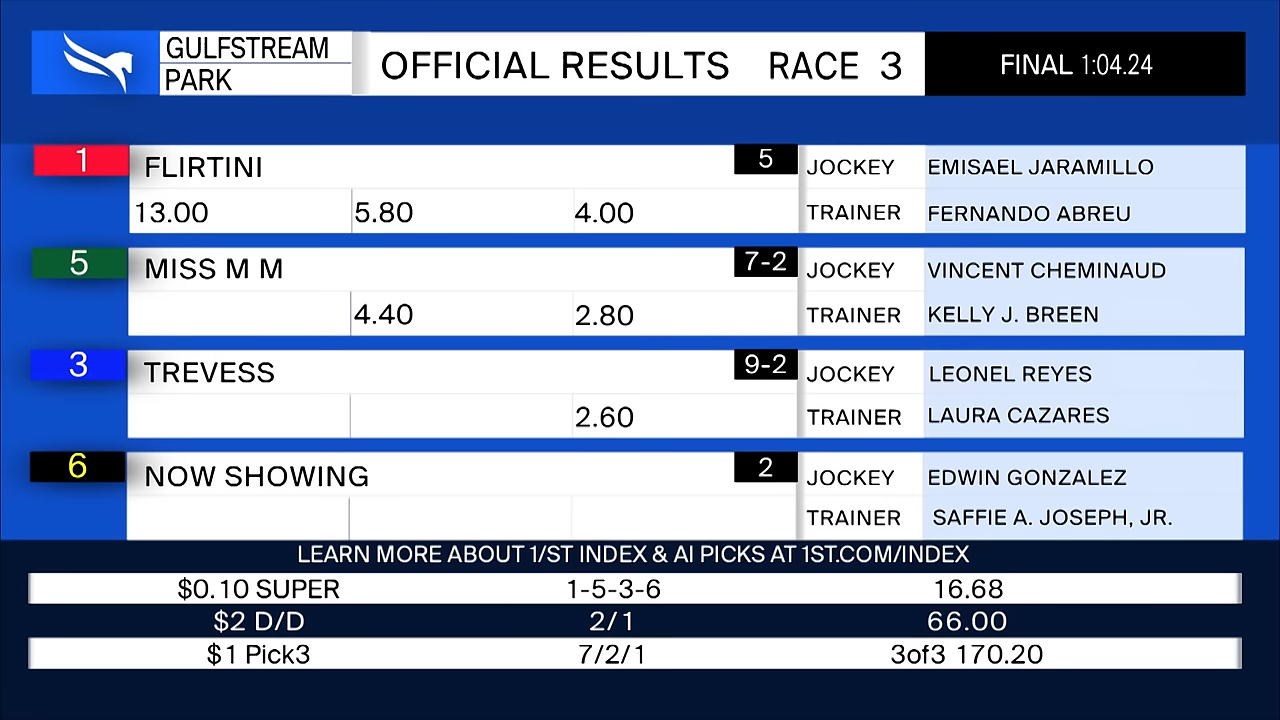 GULFSTREAM
PARK
OFFICIAL RESULTS RACE 3
FINAL 1:04.24
1 FLIRTINI 5 JOCKEY EMISAEL JARAMILLO
13.00 5.80 4.00 TRAINER FERNANDO ABREU
5 MISS M M 7-2 JOCKEY VINCENT CHEMINAUD
4.40 2.80 TRAINER KELLY J. BREEN
3 TREVESS 9-2 JOCKEY LEONEL REYES
2.60 TRAINER LAURA CAZARES
6 NOW SHOWING 2 JOCKEY EDWIN GONZALEZ
TRAINER SAFFIE A. JOSEPH, JR.
LEARN MORE ABOUT 1/ST INDEX & AI PICKS AT 1ST.COM/INDEX
$0.10 SUPER 1-5-3-6 16.68
$2 D/D 2/1 66.00
$1 Pick3 7/2/1 3of3 170.20